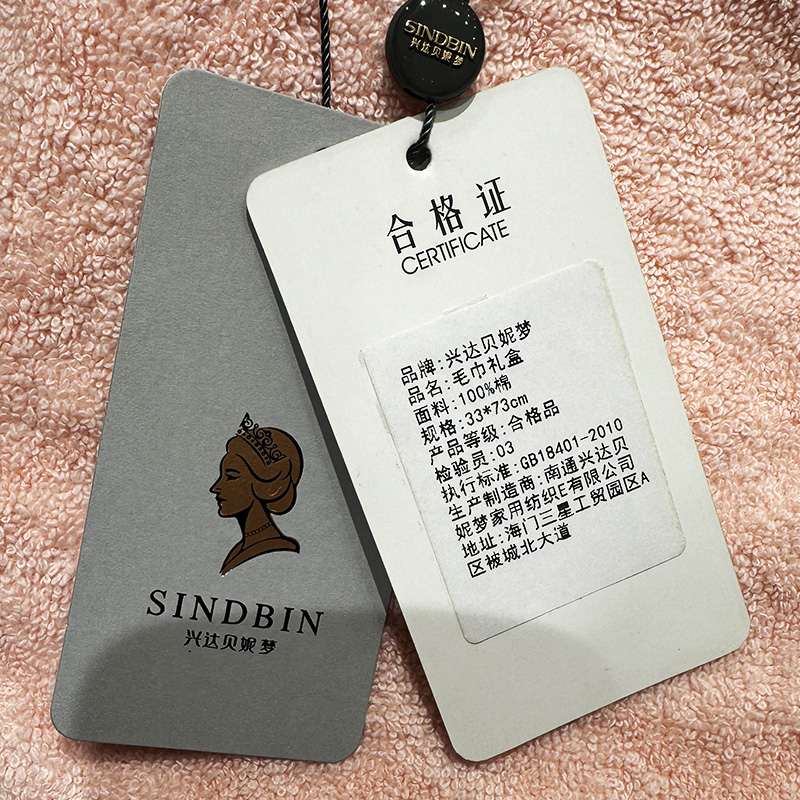 SINDBIN
兴达贝妮梦
合格证
CERTIFICATE
品牌:兴达贝妮梦
品名:毛巾礼盒
面料:100%棉
规格:33*73cm
产品等级:合格品
检验员:03
执行标准:GB18401-2010
生产制造商:南通兴达贝
妮梦家用纺织E有限公司
地址:海门三星工贸园区A
区被城北大道
SINDBIN
兴达贝妮梦